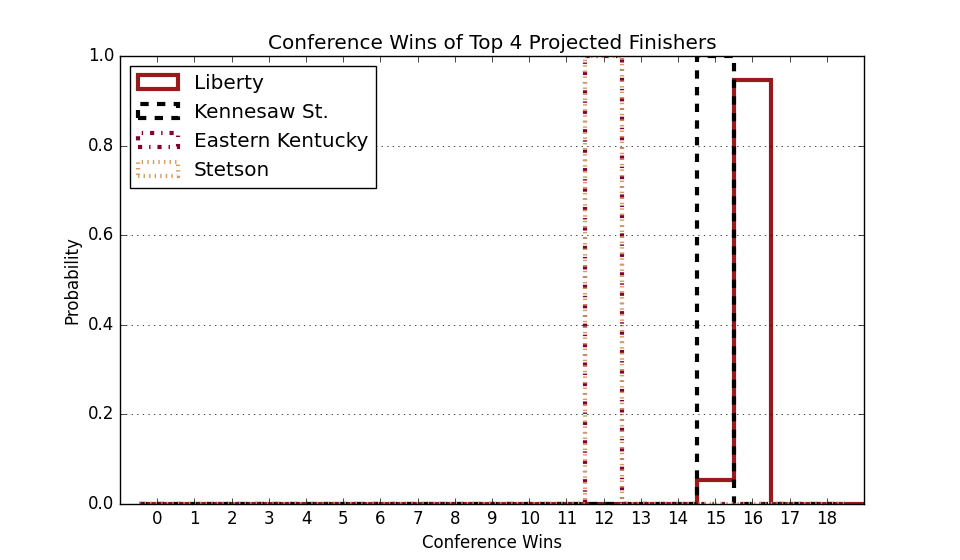 Conference Wins of Top 4 Projected Finishers
1.0
Liberty
Kennesaw St.
Eastern Kentucky
Stetson
0.8
0.6
0.4
0.2
0.0
Probability
0 1 2 3 4 5 6 7 8 9 10 11 12 13 14 15 16 17 18
Conference Wins